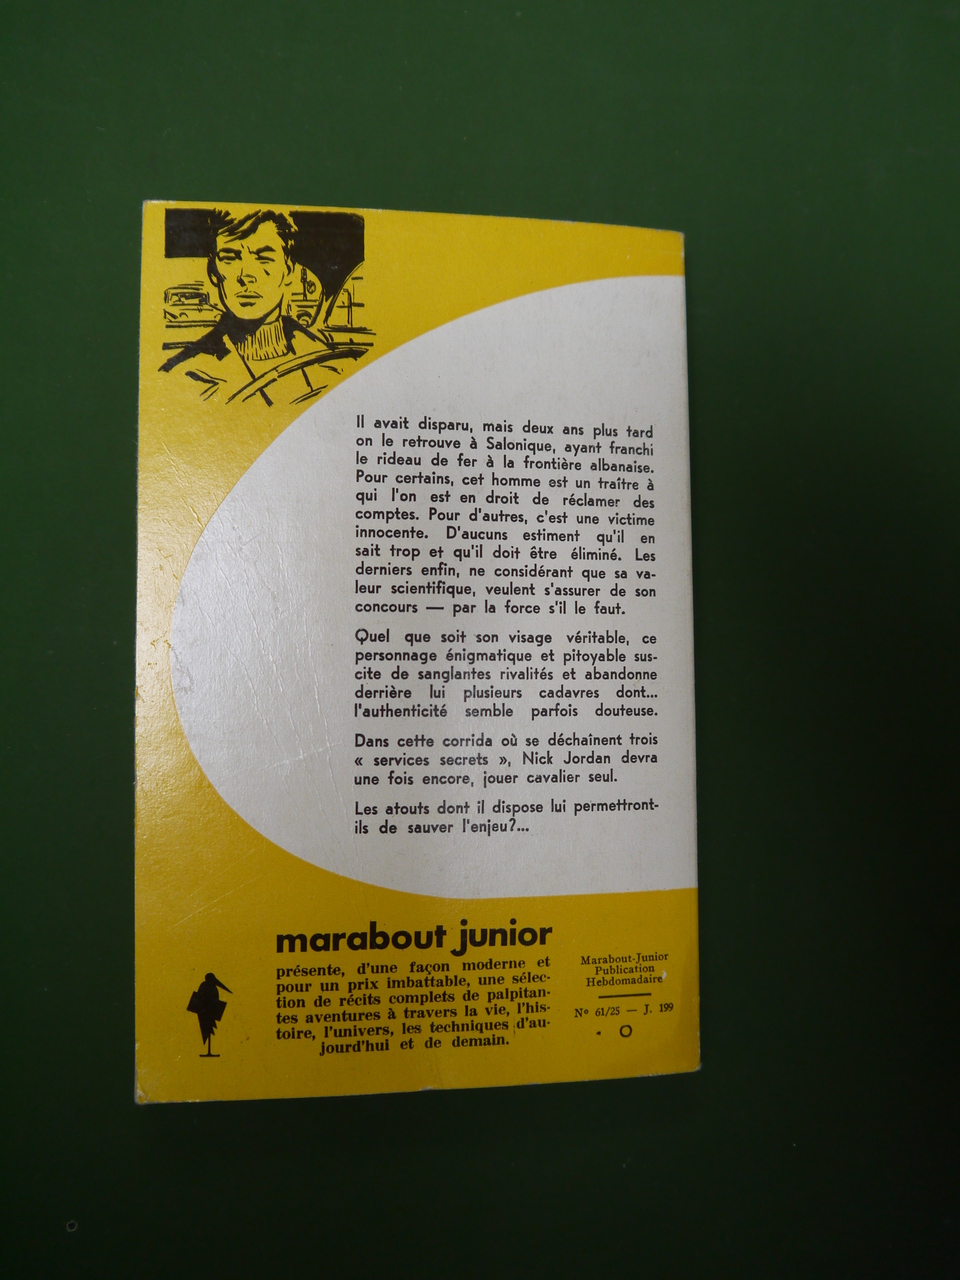 Il avait disparu, mais deux ans plus tard
on le retrouve à Salonique, ayant franchi
le rideau de fer à la frontière albanaise.
Pour certains, cet homme est un traître à
qui l'on est en droit de réclamer des
comptes. Pour d'autres, c'est une victime
innocente. D'aucuns estiment qu'il en
sait trop et qu'il doit être éliminé. Les
derniers enfin, ne considérant que sa va-
leur scientifique, veulent s'assurer de son
concours — par la force s'il le faut.
Quel que soit son visage véritable, ce
personnage énigmatique et pitoyable sus-
cite de sanglantes rivalités et abandonne
derrière lui plusieurs cadavres dont...
l'authenticité semble parfois douteuse.
Dans cette corrida où se déchaînent trois
« services secrets », Nick Jordan devra
une fois encore, jouer cavalier seul.
Les atouts dont il dispose lui permettront-
ils de sauver l'enjeu?...
marabout junior
présente, d'une façon moderne et
pour un prix imbattable, une sélec-
tion de récits complets de palpitan-
tes aventures à travers la vie, l'his-
toire, l'univers, les techniques d'au-
jourd'hui et de demain.
Marabout-Junior
Publication
Hebdomadaire
N° 61/25 — J. 199
• O